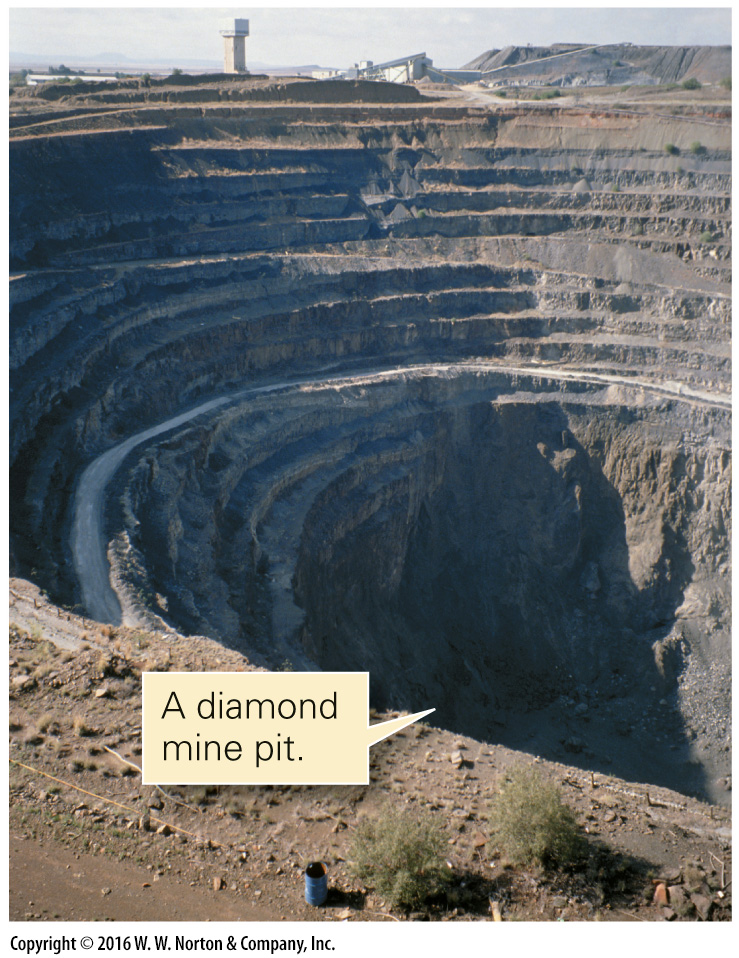 A diamond
mine pit.
Copyright © 2016 W. W. Norton & Company, Inc.